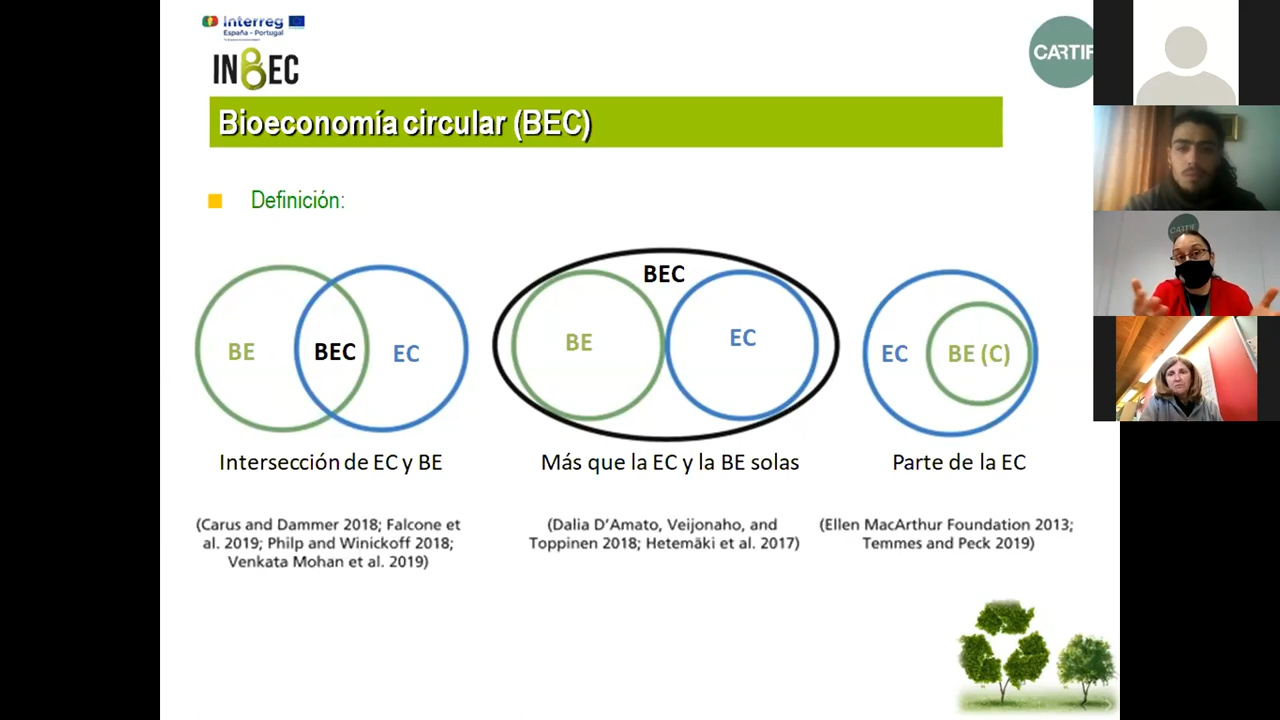 Interreg
España - Portugal
INBEC
CARTIF
Bioeconomía circular (BEC)
Definición:
BE
BEC
EC
BEC
BE
EC
EC
BE (C)
Intersección de EC y BE
Más que la EC y la BE solas
Parte de la EC
(Carus and Dammer 2018; Falcone et
al. 2019; Philp and Winickoff 2018;
Venkata Mohan et al. 2019)
(Dalia D’Amato, Veijonaho, and
Toppinen 2018; Hetemäki et al. 2017)
(Ellen MacArthur Foundation 2013;
Temmes and Peck 2019)
CARTIF